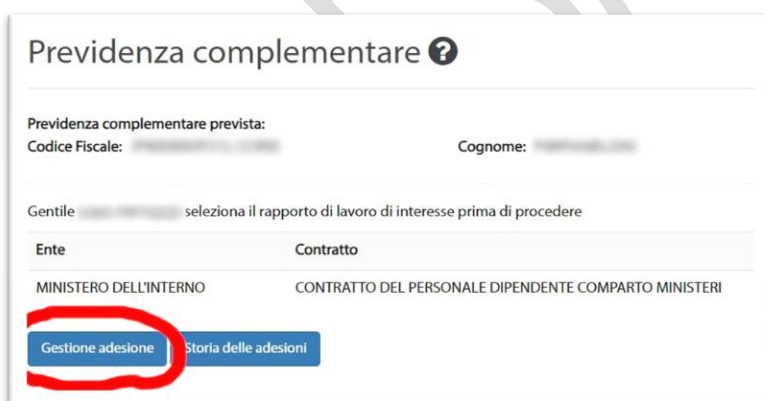 Previdenza complementare ?
Previdenza complementare prevista:
Codice Fiscale: Cognome:
Gentile seleziona il rapporto di lavoro di interesse prima di procedere
Ente Contratto
MINISTERO DELL'INTERNO CONTRATTO DEL PERSONALE DIPENDENTE COMPARTO MINISTERI
Gestione adesione Storia delle adesioni